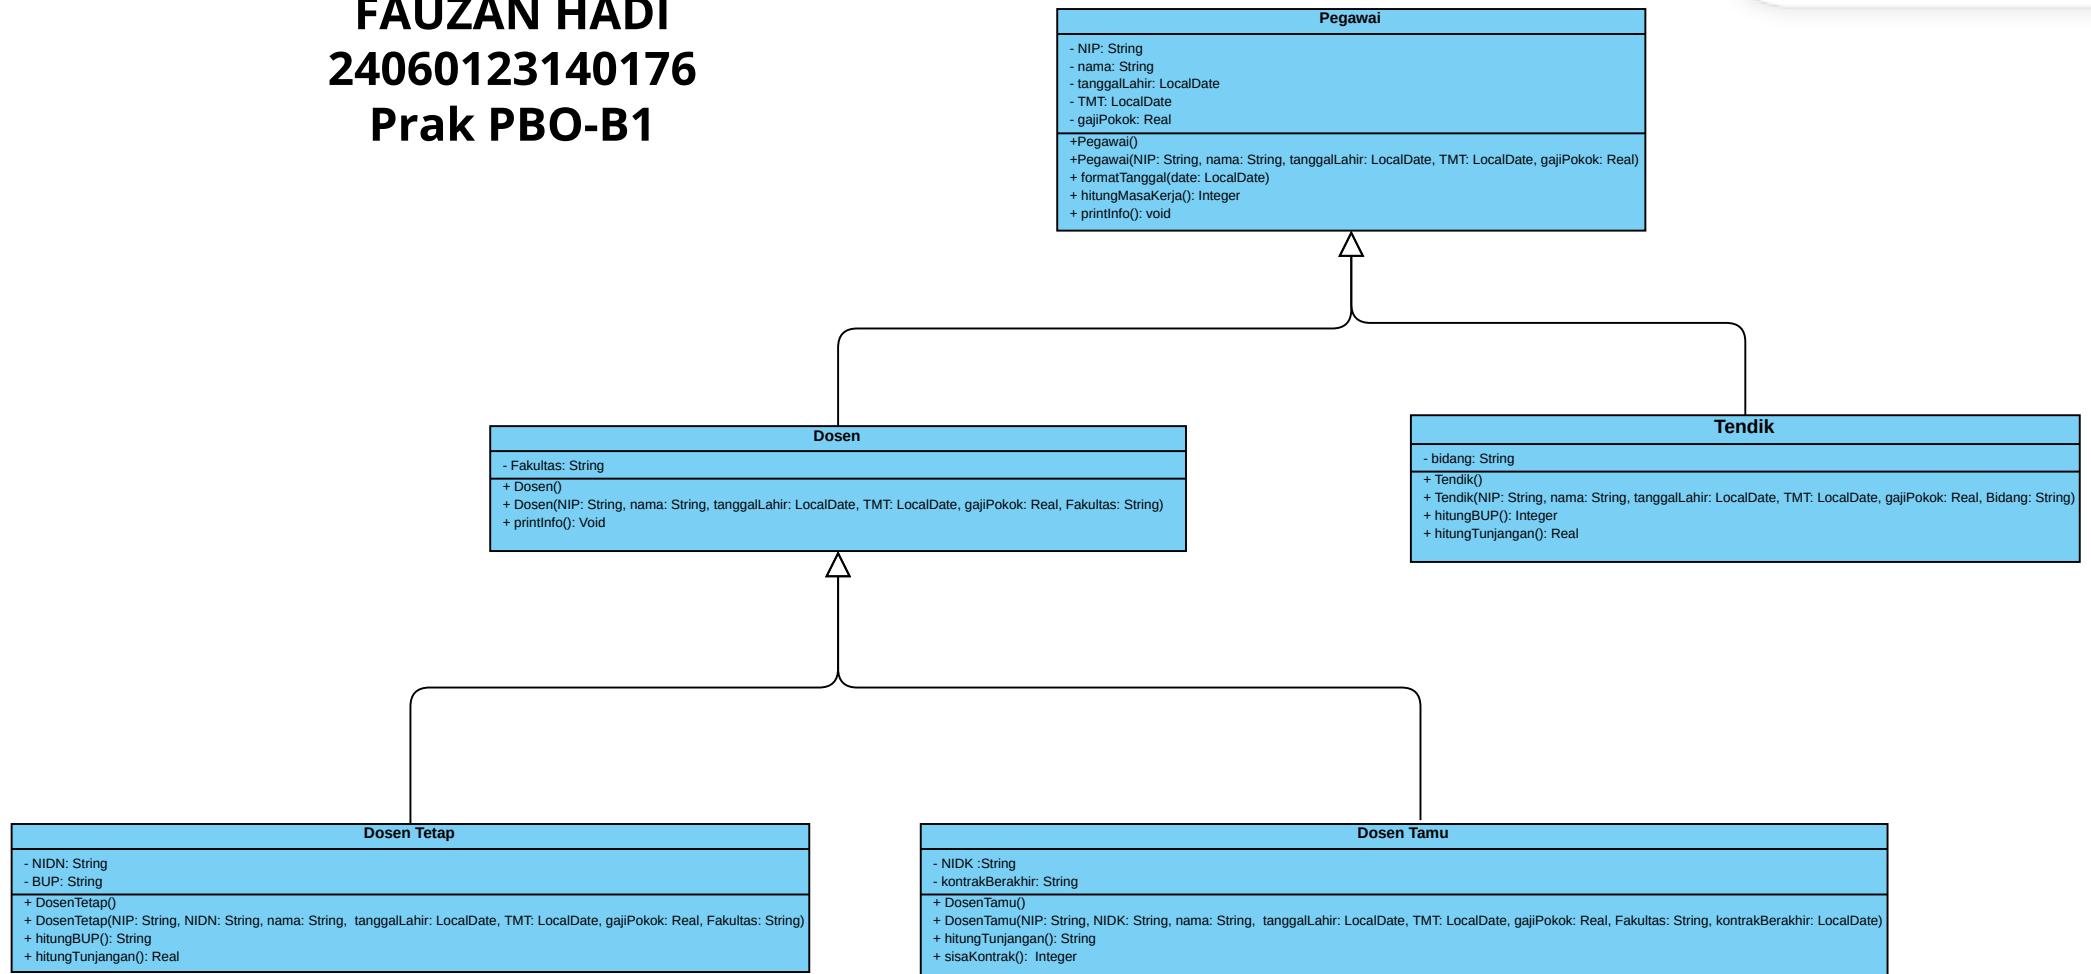 FAUZAN HADI
24060123140176
Prak PBO-B1
Pegawai
- NIP: String
- nama: String
- tanggalLahir: LocalDate
- TMT: LocalDate
- gajiPokok: Real
+Pegawai()
+Pegawai(NIP: String, nama: String, tanggalLahir: LocalDate, TMT: LocalDate, gajiPokok: Real)
+ formatTanggal(date: LocalDate)
+ hitungMasaKerja(): Integer
+ printInfo(): void
Dosen
- Fakultas: String
+ Dosen()
+ Dosen(NIP: String, nama: String, tanggalLahir: LocalDate, TMT: LocalDate, gajiPokok: Real, Fakultas: String)
+ printInfo(): Void
Tendik
- bidang: String
+ Tendik()
+ Tendik(NIP: String, nama: String, tanggalLahir: LocalDate, TMT: LocalDate, gajiPokok: Real, Bidang: String)
+ hitungBUP(): Integer
+ hitungTunjangan(): Real
Dosen Tetap
- NIDN: String
- BUP: String
+ DosenTetap()
+ DosenTetap(NIP: String, NIDN: String, nama: String,  tanggalLahir: LocalDate, TMT: LocalDate, gajiPokok: Real, Fakultas: String)
+ hitungBUP(): String
+ hitungTunjangan(): Real
Dosen Tamu
- NIDK :String
- kontrakBerakhir: String
+ DosenTamu()
+ DosenTamu(NIP: String, NIDK: String, nama: String,  tanggalLahir: LocalDate, TMT: LocalDate, gajiPokok: Real, Fakultas: String, kontrakBerakhir: LocalDate)
+ hitungTunjangan(): String
+ sisaKontrak():  Integer